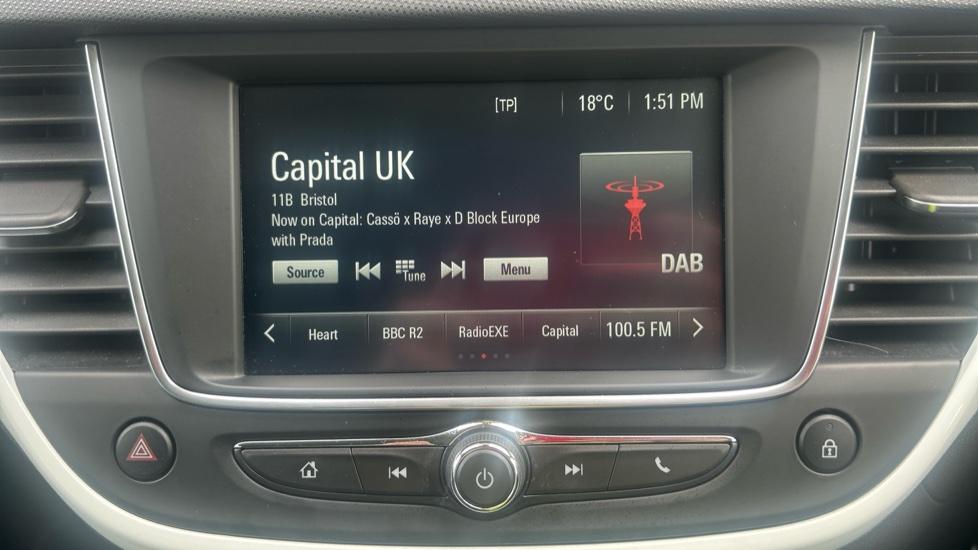 [TP] 18°C 1:51 PM
Capital UK
11B Bristol
Now on Capital: Cassö x Raye x D Block Europe
with Prada
Source Tune Menu
DAB
Heart BBC R2 RadioEXE Capital 100.5 FM